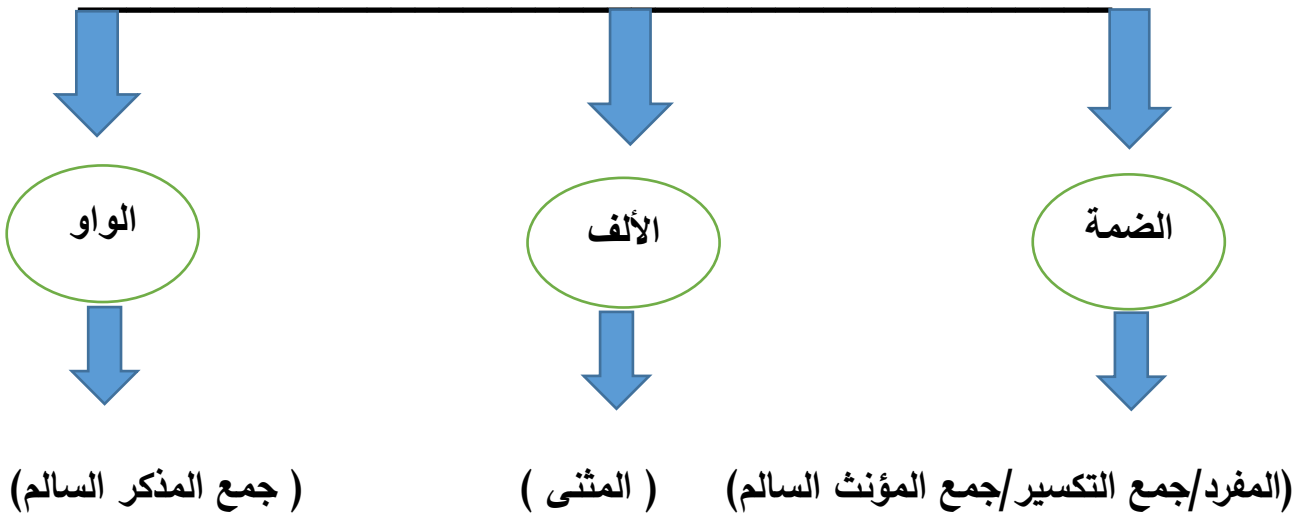 الضمة
الألف
الواو
(المفرد/جمع التكسير/جمع المؤنث السالم)
( المثنى )
( جمع المذكر السالم)